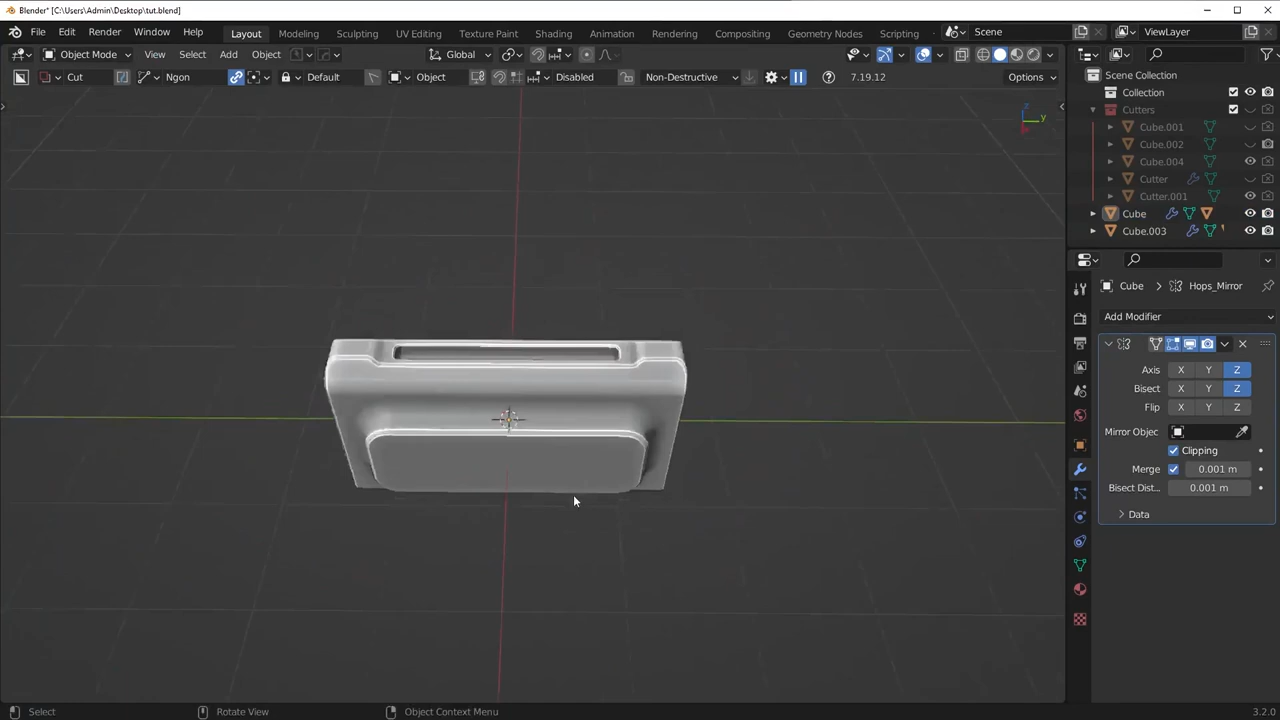 Blender* [C:\Users\Admin\Desktop\tut.blend]
File Edit Render Window Help Layout Modeling Sculpting UV Editing Texture Paint Shading Animation Rendering Compositing Geometry Nodes Scripting Scene ViewLayer
Object Mode View Select Add Object Global
Cut Ngon Default Object Disabled Non-Destructive 7.19.12 Options
Scene Collection
Collection
Cutters
Cube.001
Cube.002
Cube.004
Cutter
Cutter.001
Cube
Cube.003
Z
Y
Cube > Hops_Mirror
Add Modifier
Axis X Y Z
Bisect X Y Z
Flip X Y Z
Mirror Objec
Clipping
Merge 0.001 m
Bisect Dist... 0.001 m
Data
Select Rotate View Object Context Menu 3.2.0